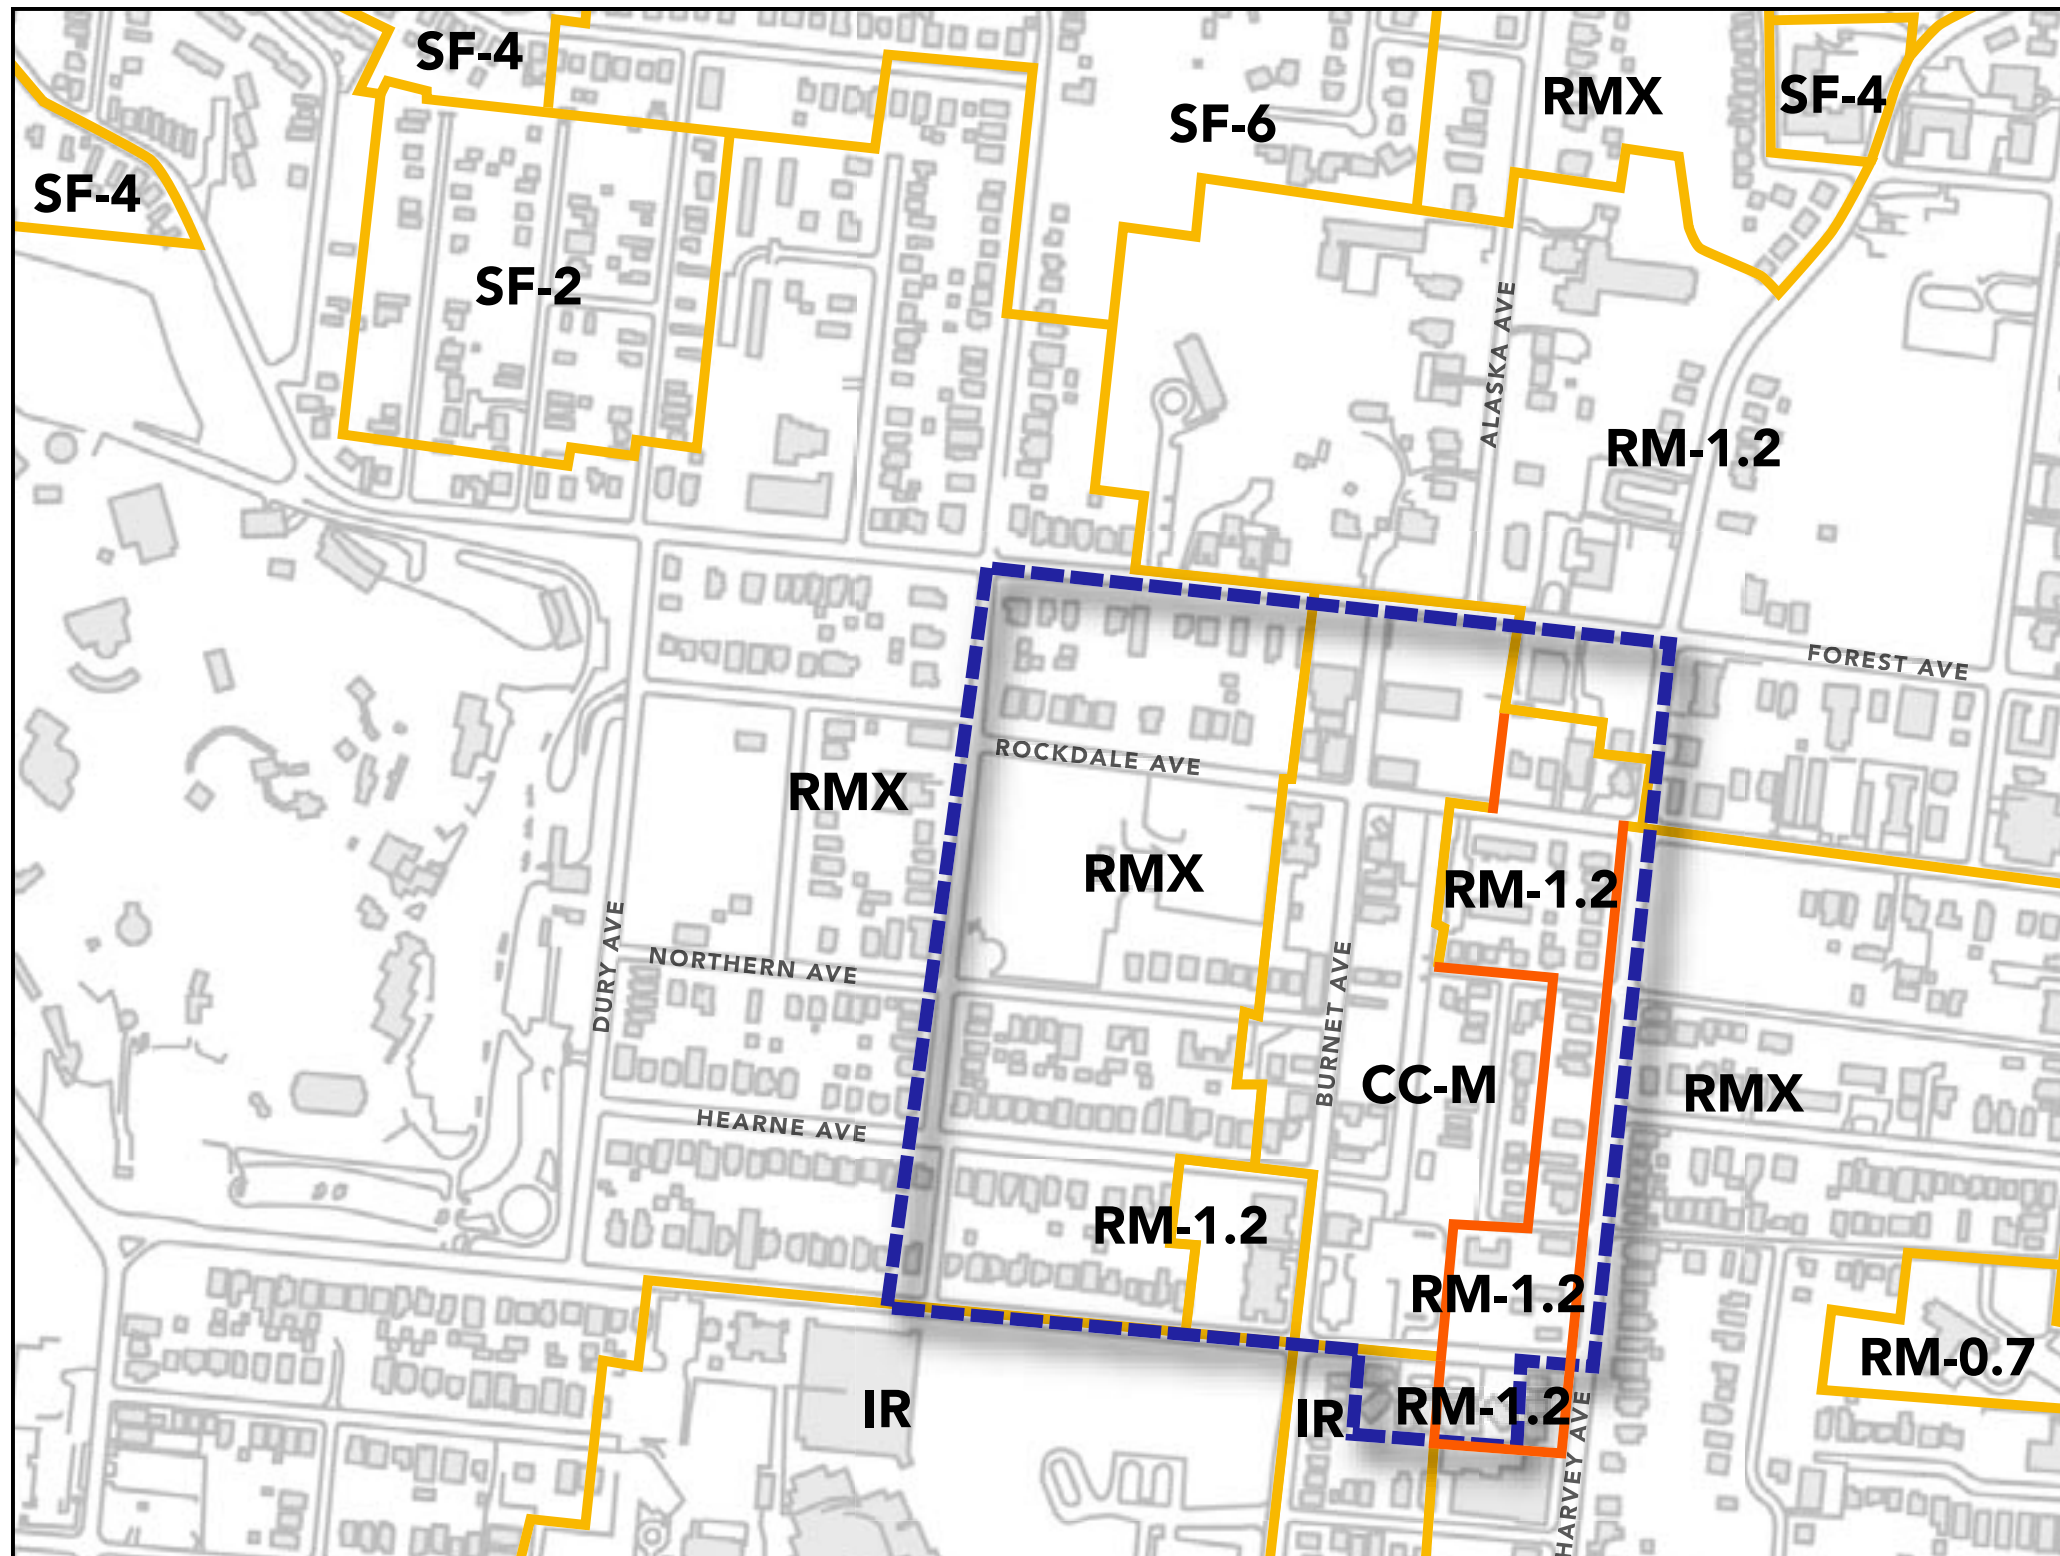 SF-4
RMX
SF-4
SF-6
SF-4
SF-2
ALASKA AVE
RM-1.2
FOREST AVE
ROCKDALE AVE
RMX
RMX
RM-1.2
DURY AVE
NORTHERN AVE
BURNET AVE
CC-M
RMX
HEARNE AVE
RM-1.2
RM-1.2
RM-0.7
IR
IR
RM-1.2
HARVEY AVE